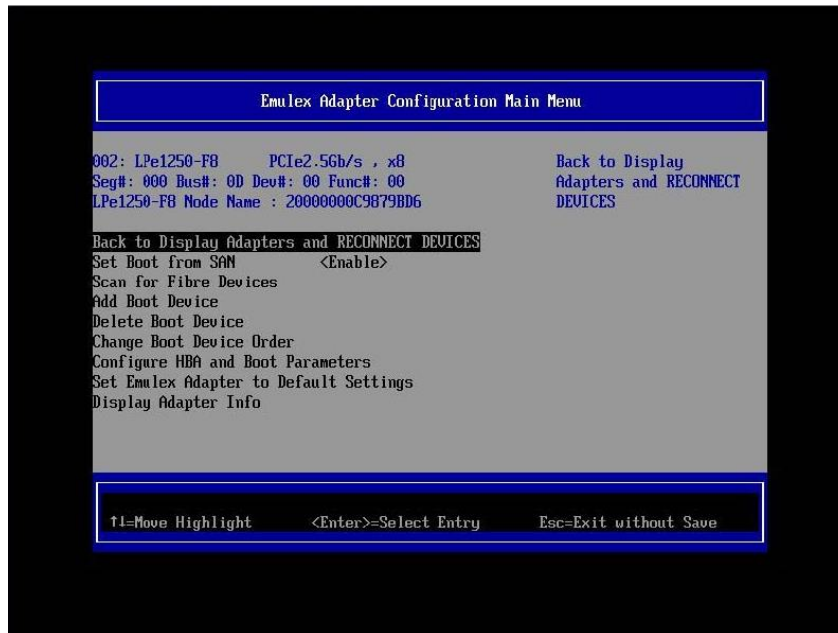 Emulex Adapter Configuration Main Menu
002: LPe1250-F8 PCIe2.5Gb/s , x8
Seg#: 000 Bus#: 0D Dev#: 00 Func#: 00
LPe1250-F8 Node Name : 20000000C9879BD6
Back to Display
Adapters and RECONNECT
DEVICES
Back to Display Adapters and RECONNECT DEVICES
Set Boot from SAN <Enable>
Scan for Fibre Devices
Add Boot Device
Delete Boot Device
Change Boot Device Order
Configure HBA and Boot Parameters
Set Emulex Adapter to Default Settings
Display Adapter Info
↑↓=Move Highlight <Enter>=Select Entry Esc=Exit without Save